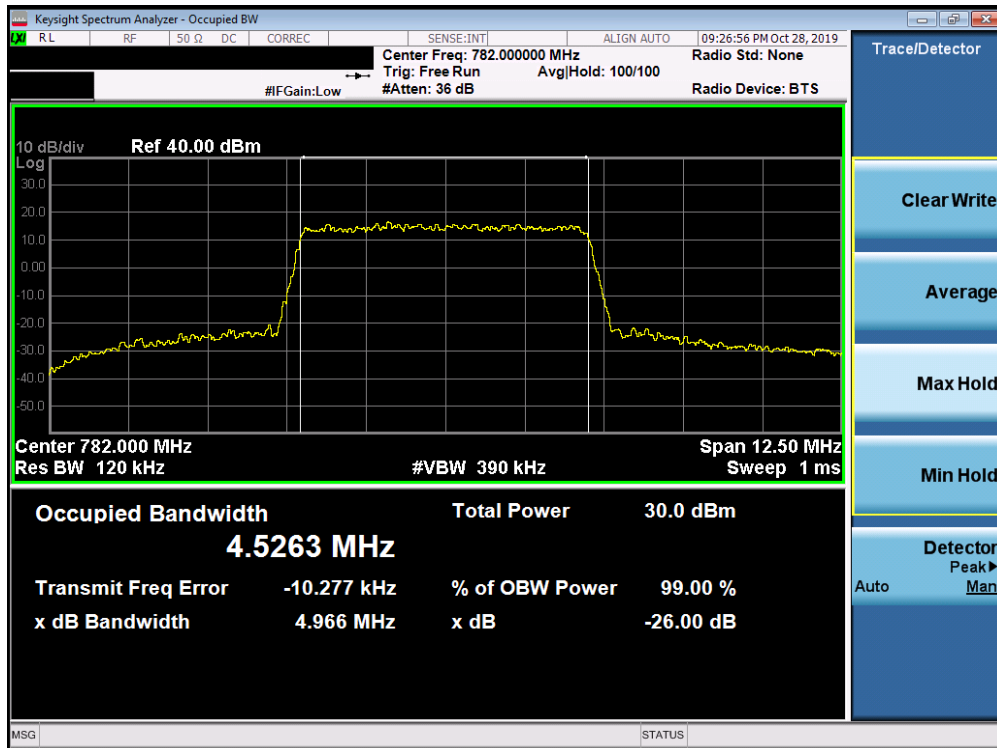 Keysight Spectrum Analyzer - Occupied BW
LXI RL RF 50 Ω DC CORREC SENSE:INT ALIGN AUTO 09:26:56 PM Oct 28, 2019
Center Freq: 782.000000 MHz Radio Std: None
Trig: Free Run Avg|Hold: 100/100
#IFGain:Low #Atten: 36 dB Radio Device: BTS
10 dB/div Ref 40.00 dBm
Log
30.0
20.0
10.0
0.00
-10.0
-20.0
-30.0
-40.0
-50.0
Center 782.000 MHz Span 12.50 MHz
Res BW 120 kHz #VBW 390 kHz Sweep 1 ms
Occupied Bandwidth Total Power 30.0 dBm
4.5263 MHz
Transmit Freq Error -10.277 kHz % of OBW Power 99.00 %
x dB Bandwidth 4.966 MHz x dB -26.00 dB
MSG STATUS
Trace/Detector
Clear Write
Average
Max Hold
Min Hold
Detector
Peak▶
Auto Man